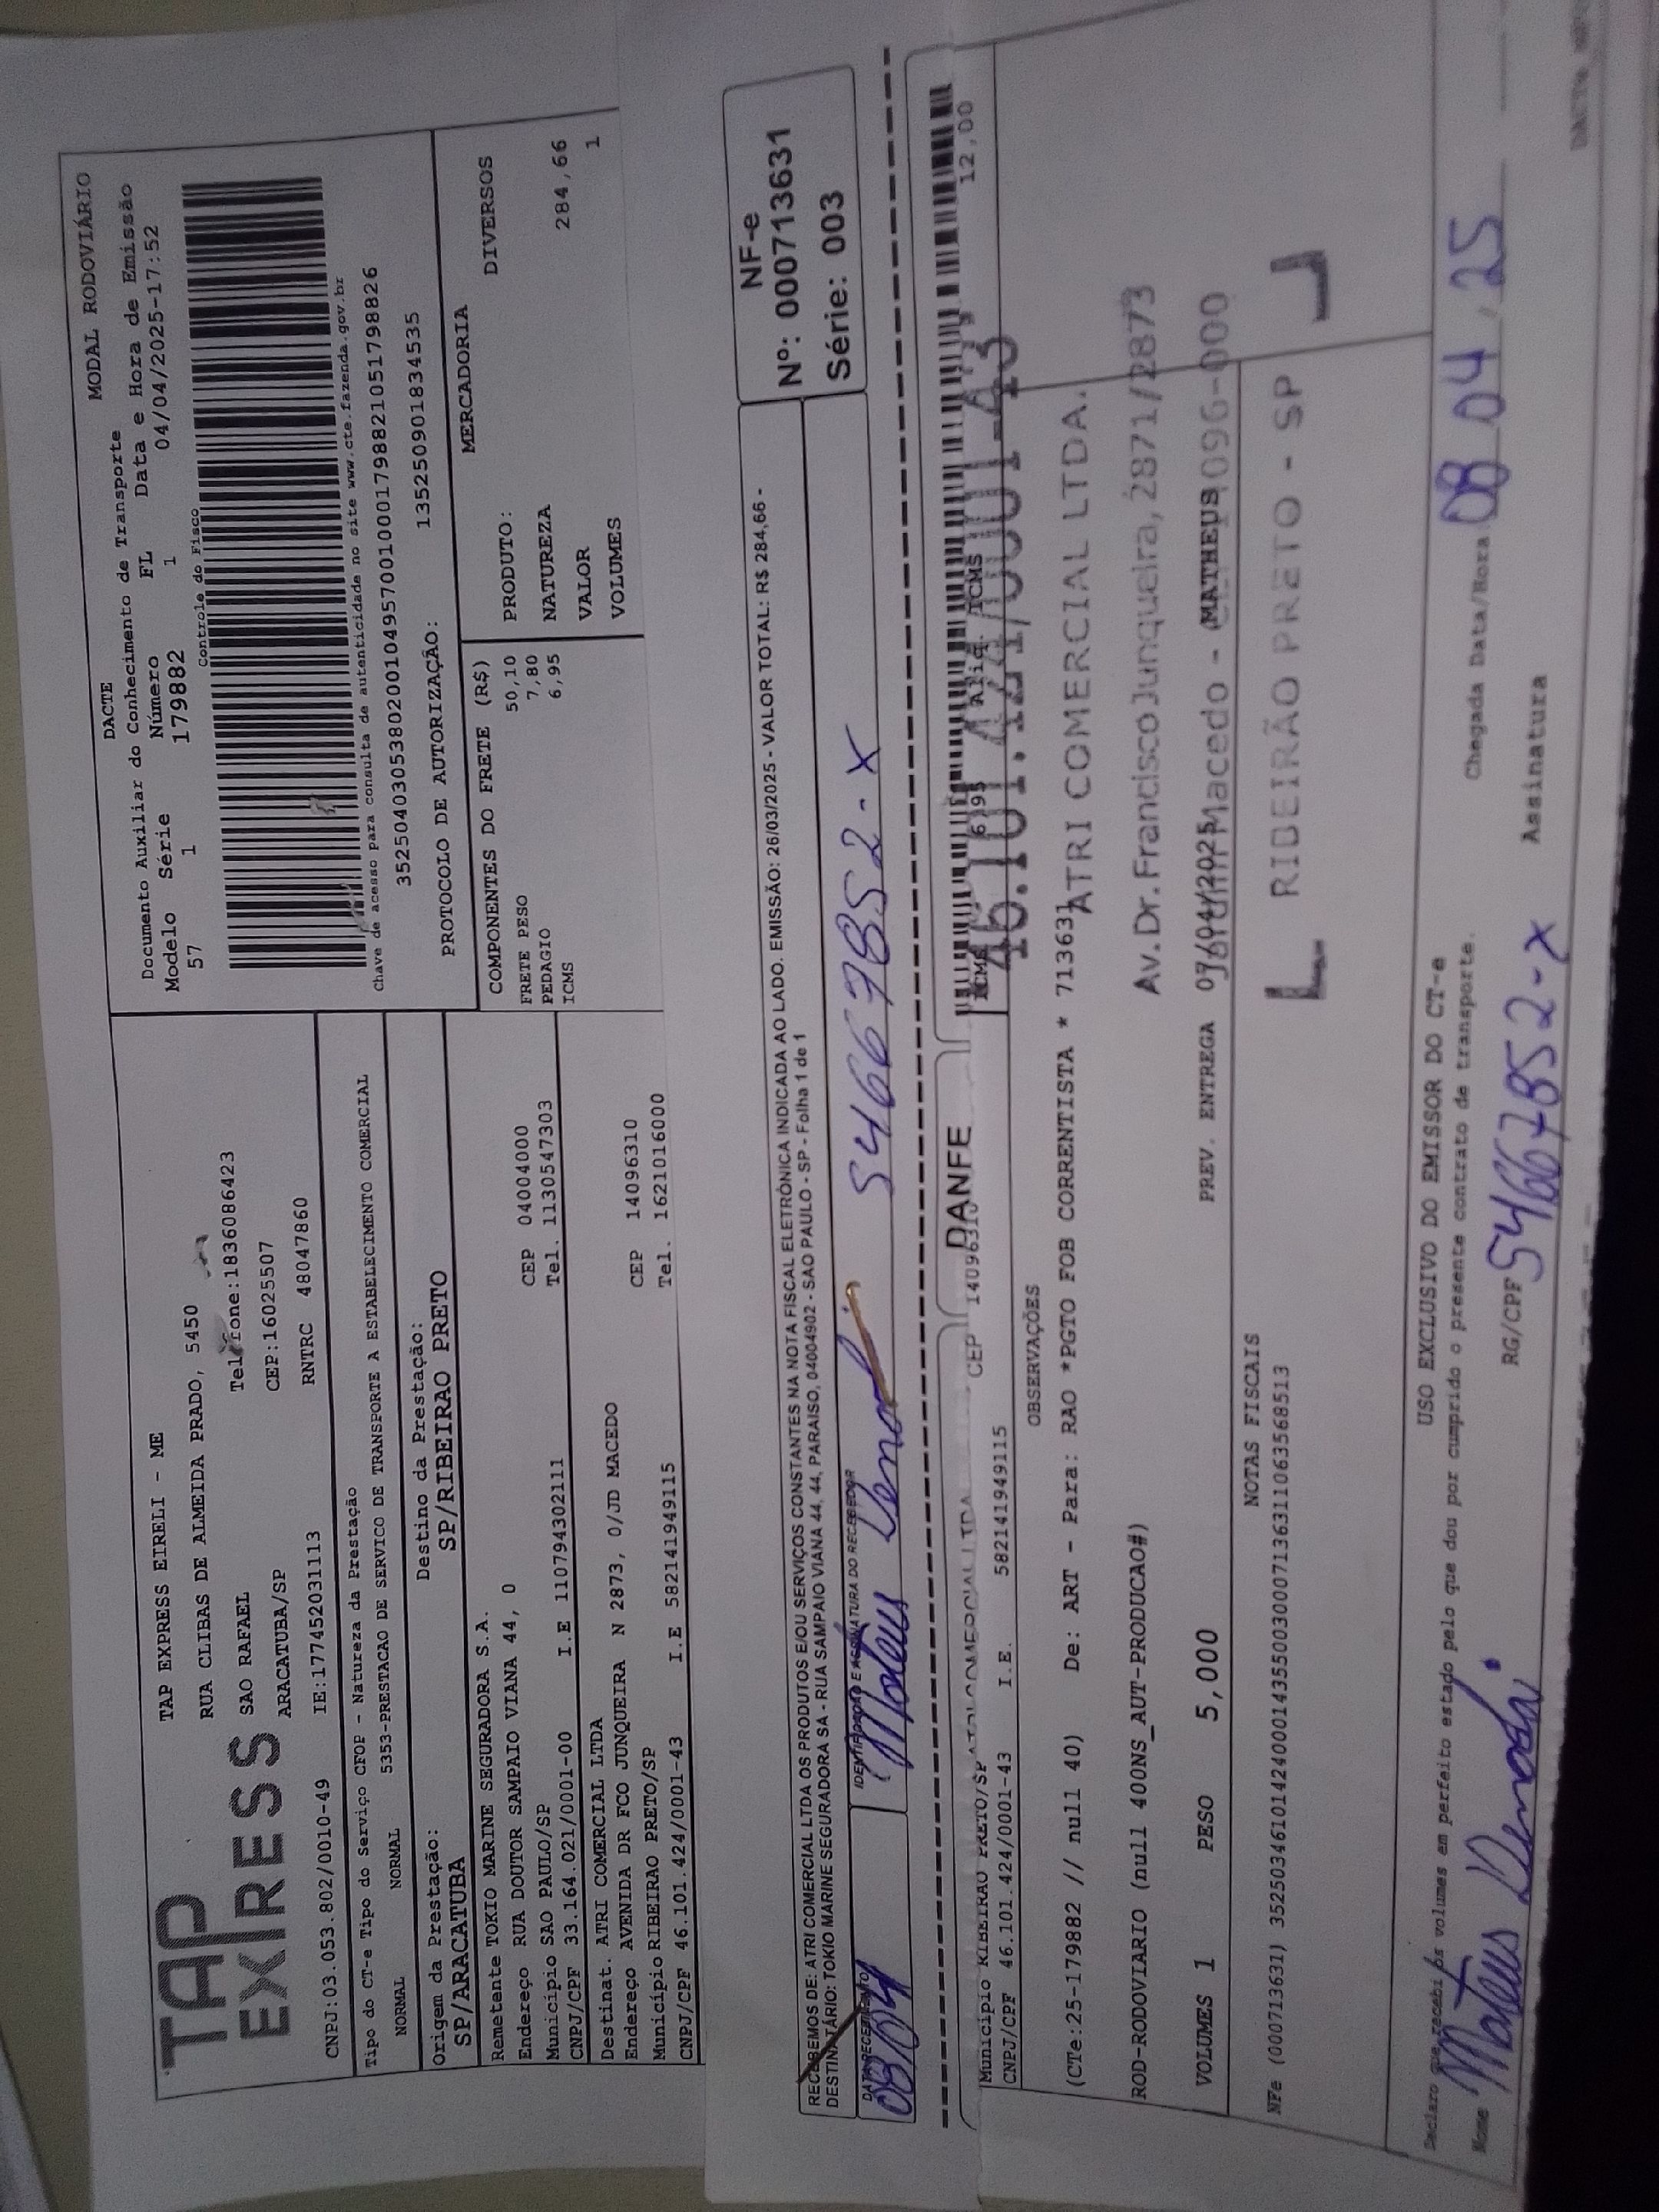 TAP EXPRESS
TAP EXPRESS EIRELI - ME
RUA CLIBAS DE ALMEIDA PRADO, 5450
SAO RAFAEL
Telefone:1836086423
ARACATUBA/SP
CEP:16025507
CNPJ:03.053.802/0010-49
IE:177452031113
RNTRC 48047860
DACTE
MODAL RODOVIÁRIO
Documento Auxiliar do Conhecimento de Transporte
Modelo Série Número FL Data e Hora de Emissão
57 1 179882 1 04/04/2025-17:52
Controle do Fisco
Chave de acesso para consulta de autenticidade no site www.cte.fazenda.gov.br
35250403053802001049570010001798821051798826
PROTOCOLO DE AUTORIZAÇÃO: 135250901834535
Tipo do CT-e Tipo do Serviço CFOP - Natureza da Prestação
NORMAL NORMAL 5353-PRESTACAO DE SERVICO DE TRANSPORTE A ESTABELECIMENTO COMERCIAL
Origem da Prestação: Destino da Prestação:
SP/ARACATUBA SP/RIBEIRAO PRETO
Remetente TOKIO MARINE SEGURADORA S.A.
Endereço RUA DOUTOR SAMPAIO VIANA 44, 0 CEP 04004000
Município SAO PAULO/SP Tel. 1130547303
CNPJ/CPF 33.164.021/0001-00 I.E 110794302111
Destinat. ATRI COMERCIAL LTDA
Endereço AVENIDA DR FCO JUNQUEIRA N 2873, 0/JD MACEDO CEP 14096310
Município RIBEIRAO PRETO/SP Tel. 1621016000
CNPJ/CPF 46.101.424/0001-43 I.E 582141949115
COMPONENTES DO FRETE (R$)
FRETE PESO 50,10
PEDAGIO 7,80
ICMS 6,95
MERCADORIA
PRODUTO: DIVERSOS
NATUREZA
VALOR 284,66
VOLUMES 1
RECEBEMOS DE: ATRI COMERCIAL LTDA OS PRODUTOS E/OU SERVIÇOS CONSTANTES NA NOTA FISCAL ELETRÔNICA INDICADA AO LADO. EMISSÃO: 26/03/2025 - VALOR TOTAL: R$ 284,66 -
DESTINATÁRIO: TOKIO MARINE SEGURADORA SA - RUA SAMPAIO VIANA 44, 44, PARAISO, 04004902 - SAO PAULO - SP - Folha 1 de 1
NF-e
Nº: 000713631
Série: 003
DATA RECEBIMENTO
08/04
IDENTIFICAÇÃO E ASSINATURA DO RECEBEDOR
54667852-X
DANFE
Município RIBEIRAO PRETO/SP CEP 14096310
CNPJ/CPF 46.101.424/0001-43 I.E. 582141949115
ICMS 6,95 Aliq. ICMS 12,00
46.101.424/0001-43
OBSERVAÇÕES
(CTe:25-179882 // null 40) De: ART - Para: RAO *PGTO FOB CORRENTISTA * 713631
ATRI COMERCIAL LTDA.
ROD-RODOVIARIO (null 400NS_AUT-PRODUCAO#)
Av. Dr. Francisco Junqueira, 2871/2873
VOLUMES 1 PESO 5,000 PREV. ENTREGA MATHEUS
Macedo - 096-000
RIBEIRÃO PRETO - SP
NOTAS FISCAIS
NFe (000713631) 35250346101424000143550030007136311063568513
USO EXCLUSIVO DO EMISSOR DO CT-e
Declaro que recebi os volumes em perfeito estado pelo que dou por cumprido o presente contrato de transporte.
Nome Mateus
RG/CPF 54667852-X
Chegada Data/Hora 08 04 25
Assinatura